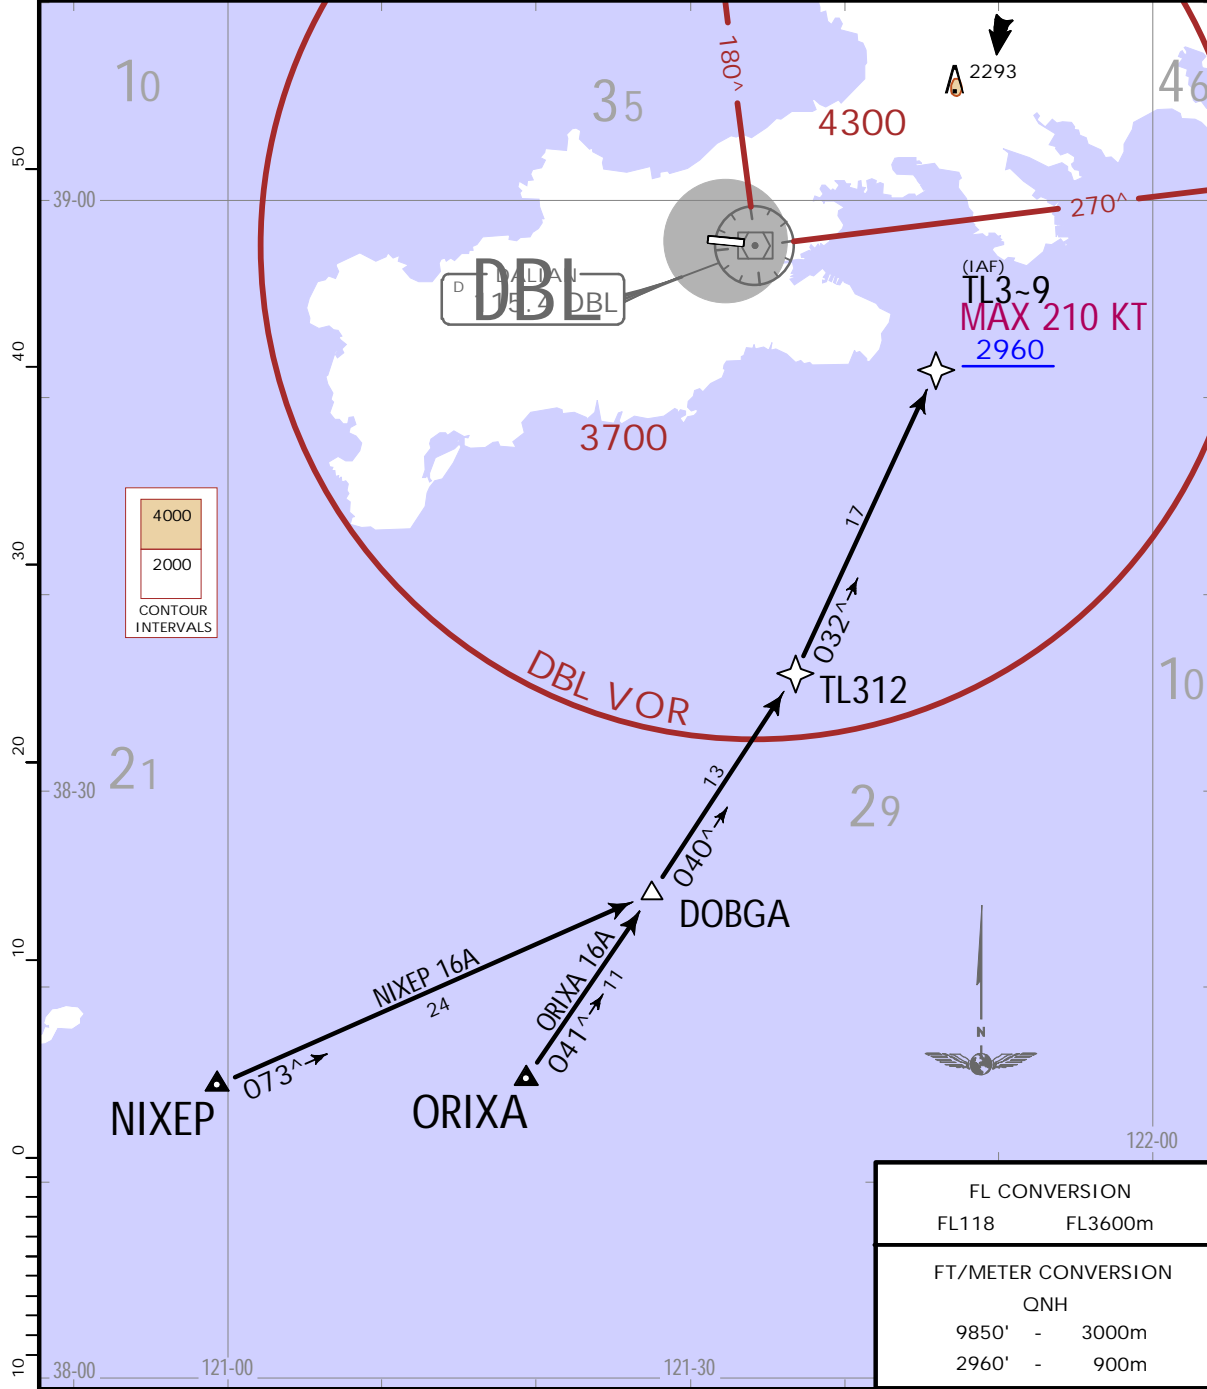 10
35
46
180^
2293
4300
50
39-00
270^
(IAF)
TL3~9
MAX 210 KT
2960
DALIAN
D 115.4 DBL
DBL
40
3700
4000
2000
CONTOUR
INTERVALS
30
17
032^
DBL VOR
TL312
10
20
21
38-30
13
29
040^
DOBGA
10
NIXEP 16A
24
ORIXA 16A
041^ 11
073^
N
NIXEP
ORIXA
0
122-00
FL CONVERSION
FL118 FL3600m
FT/METER CONVERSION
QNH
9850' - 3000m
2960' - 900m
10
38-00
121-00
121-30